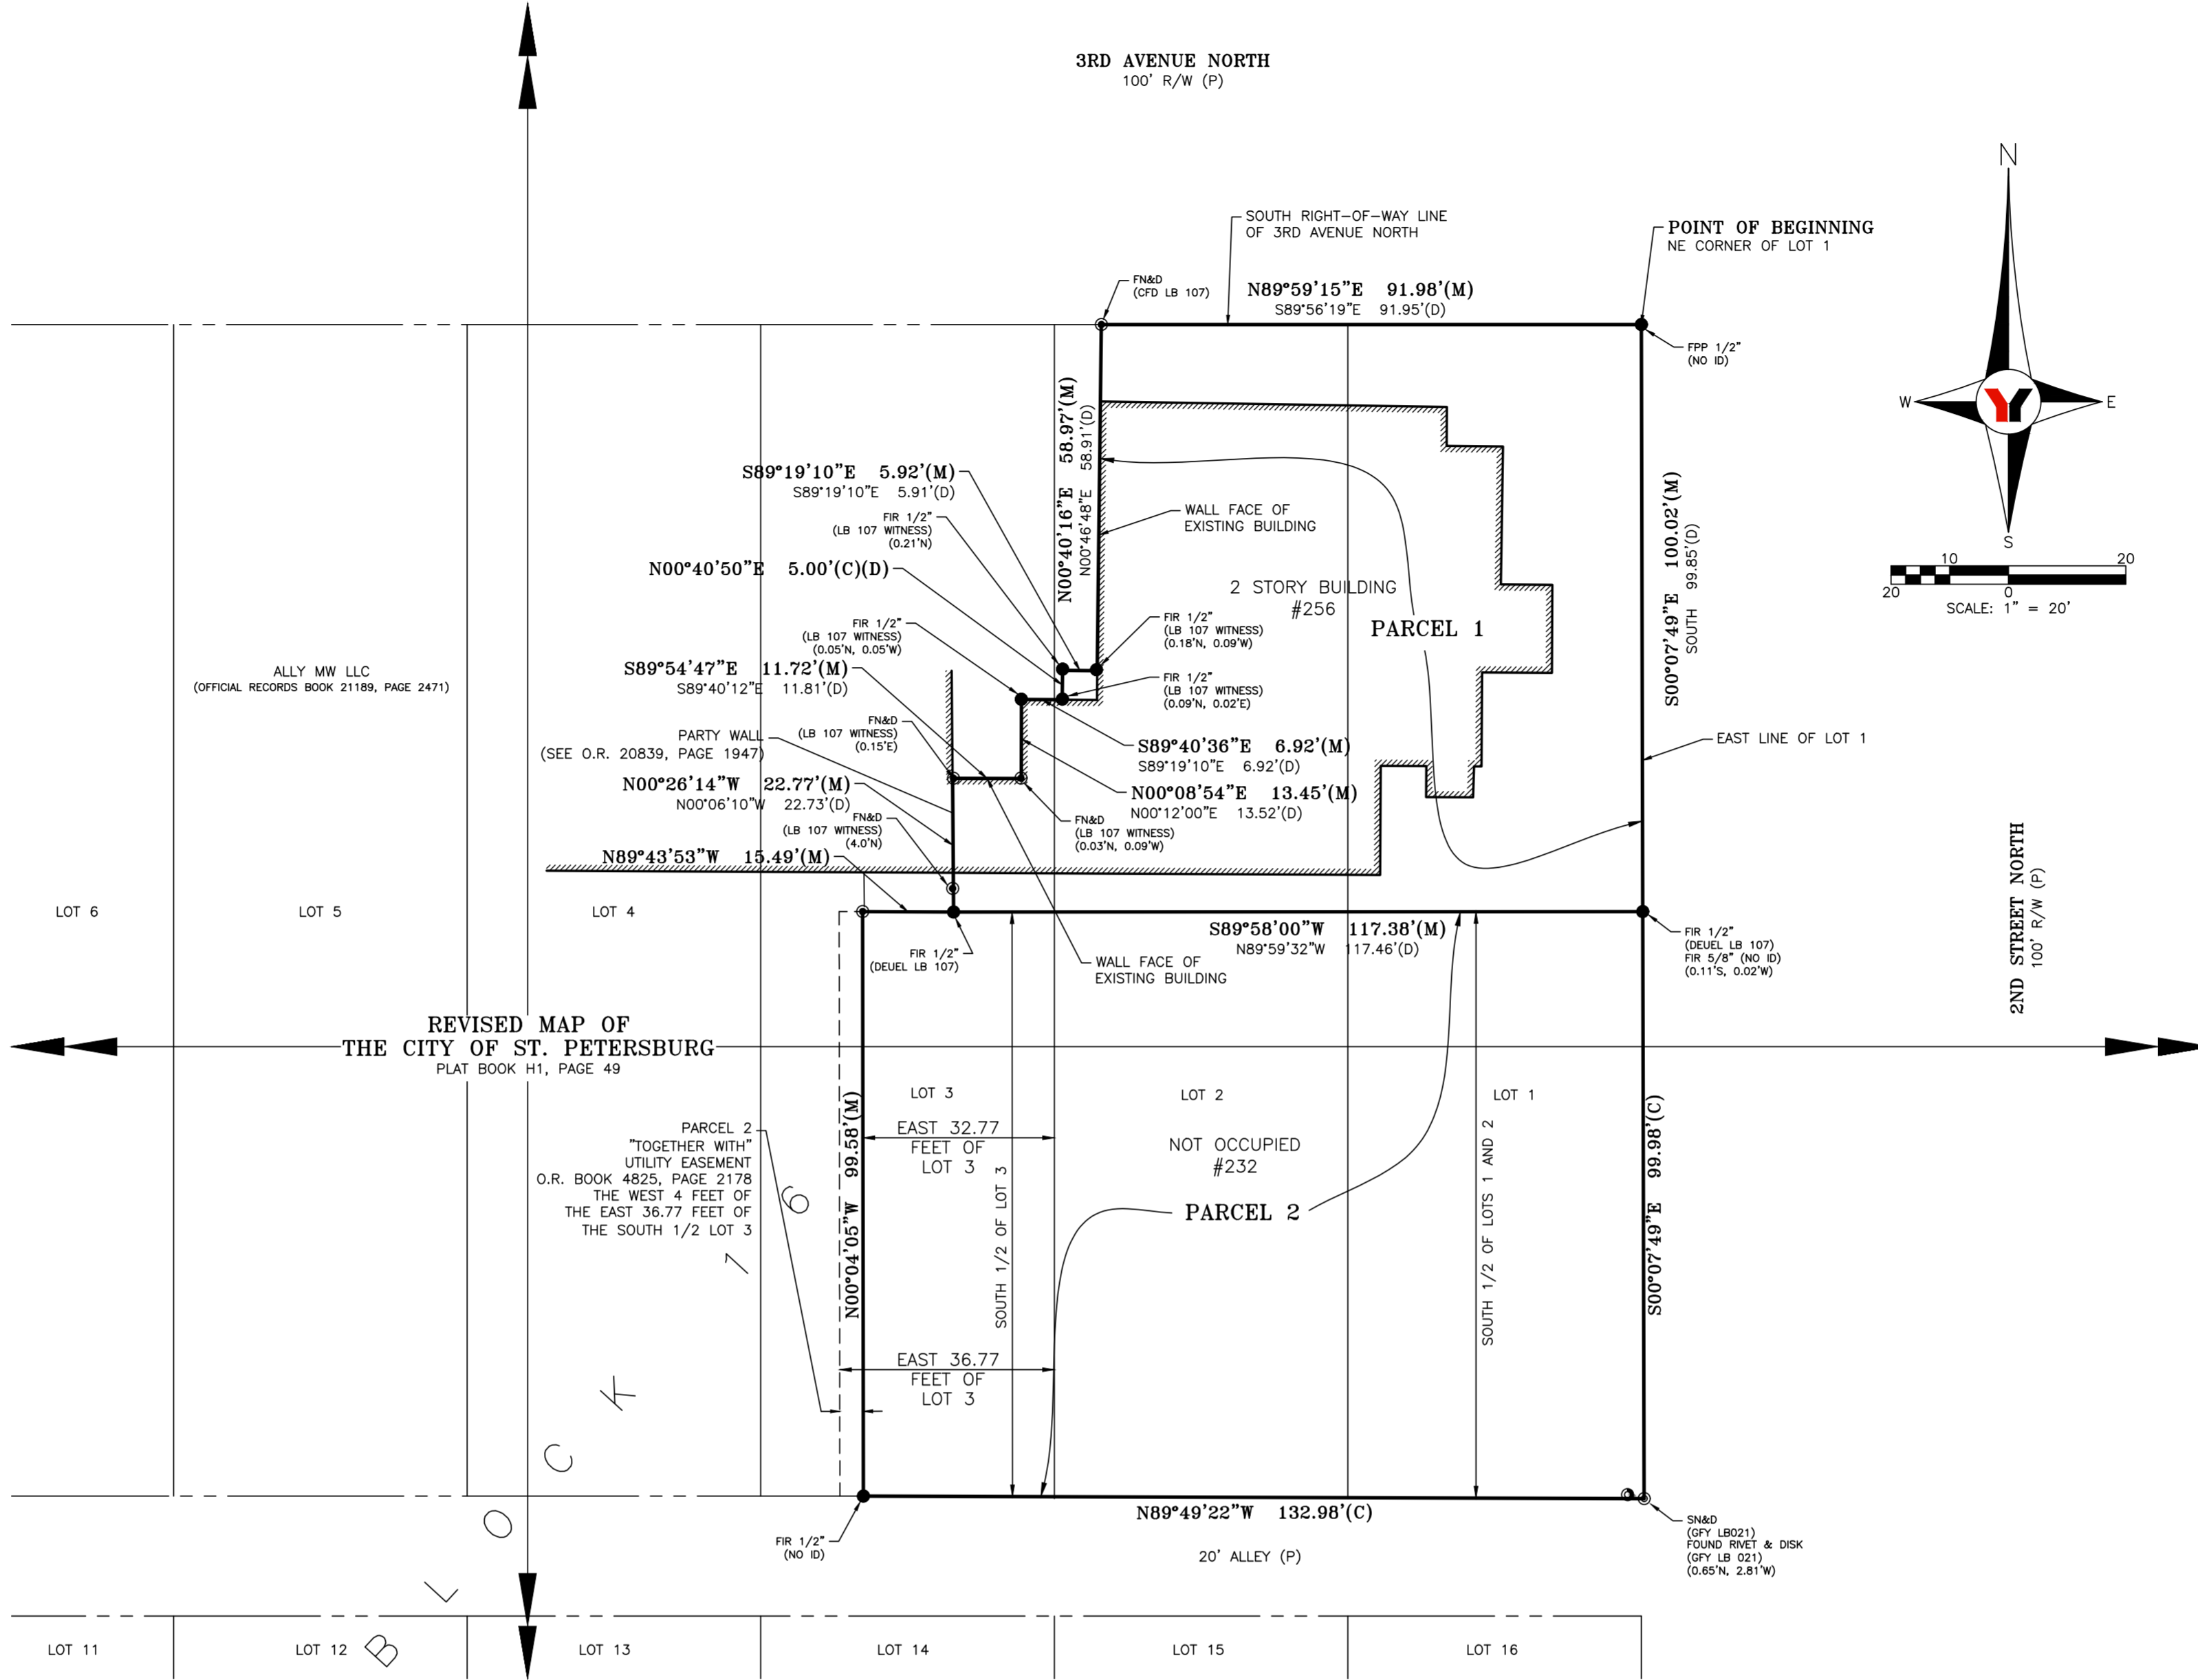 3RD AVENUE NORTH
100' R/W (P)
N
W
E
S
10
20
20
0
SCALE: 1" = 20'
SOUTH RIGHT-OF-WAY LINE
OF 3RD AVENUE NORTH
POINT OF BEGINNING
NE CORNER OF LOT 1
FN&D
(CFD LB 107)
N89°59'15"E 91.98'(M)
S89°56'19"E 91.95'(D)
FPP 1/2"
(NO ID)
N00°40'16"E 58.97'(M)
N00°46'48"E 58.91'(D)
S89°19'10"E 5.92'(M)
S89°19'10"E 5.91'(D)
FIR 1/2"
(LB 107 WITNESS)
(0.21'N)
N00°40'50"E 5.00'(C)(D)
FIR 1/2"
(LB 107 WITNESS)
(0.05'N, 0.05'W)
S89°54'47"E 11.72'(M)
S89°40'12"E 11.81'(D)
FN&D
(LB 107 WITNESS)
(0.15'E)
PARTY WALL
(SEE O.R. 20839, PAGE 1947)
N00°26'14"W 22.77'(M)
N00°06'10"W 22.73'(D)
FN&D
(LB 107 WITNESS)
(4.0'N)
N89°43'53"W 15.49'(M)
WALL FACE OF
EXISTING BUILDING
2 STORY BUILDING
#256
PARCEL 1
FIR 1/2"
(LB 107 WITNESS)
(0.18'N, 0.09'W)
FIR 1/2"
(LB 107 WITNESS)
(0.09'N, 0.02'E)
S89°40'36"E 6.92'(M)
S89°19'10"E 6.92'(D)
N00°08'54"E 13.45'(M)
N00°12'00"E 13.52'(D)
FN&D
(LB 107 WITNESS)
(0.03'N, 0.09'W)
S00°07'49"E 100.02'(M)
SOUTH 99.85'(D)
EAST LINE OF LOT 1
2ND STREET NORTH
100' R/W (P)
ALLY MW LLC
(OFFICIAL RECORDS BOOK 21189, PAGE 2471)
LOT 6
LOT 5
LOT 4
FIR 1/2"
(DEUEL LB 107)
WALL FACE OF
EXISTING BUILDING
S89°58'00"W 117.38'(M)
N89°59'32"W 117.46'(D)
FIR 1/2"
(DEUEL LB 107)
FIR 5/8" (NO ID)
(0.11'S, 0.02'W)
REVISED MAP OF
THE CITY OF ST. PETERSBURG
PLAT BOOK H1, PAGE 49
LOT 3
LOT 2
LOT 1
PARCEL 2
"TOGETHER WITH"
UTILITY EASEMENT
O.R. BOOK 4825, PAGE 2178
THE WEST 4 FEET OF
THE EAST 36.77 FEET OF
THE SOUTH 1/2 LOT 3
N00°04'05"W 99.58'(M)
EAST 32.77
FEET OF
LOT 3
SOUTH 1/2 OF LOT 3
NOT OCCUPIED
#232
PARCEL 2
SOUTH 1/2 OF LOTS 1 AND 2
S00°07'49"E 99.98'(C)
EAST 36.77
FEET OF
LOT 3
BLOCK 16
N89°49'22"W 132.98'(C)
FIR 1/2"
(NO ID)
20' ALLEY (P)
SN&D
(GFY LB021)
FOUND RIVET & DISK
(GFY LB 021)
(0.65'N, 2.81'W)
LOT 11
LOT 12
LOT 13
LOT 14
LOT 15
LOT 16